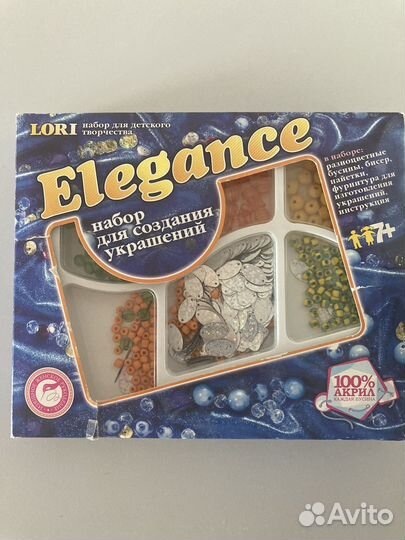 LORI набор для детского
творчества
Elegance
набор
для создания
украшений
в наборе:
разноцветные
бусины, бисер,
пайетки,
фурнитура для
изготовления
украшений,
инструкция
7+
100%
АКРИЛ
КАЖДАЯ БУСИНА
Avito